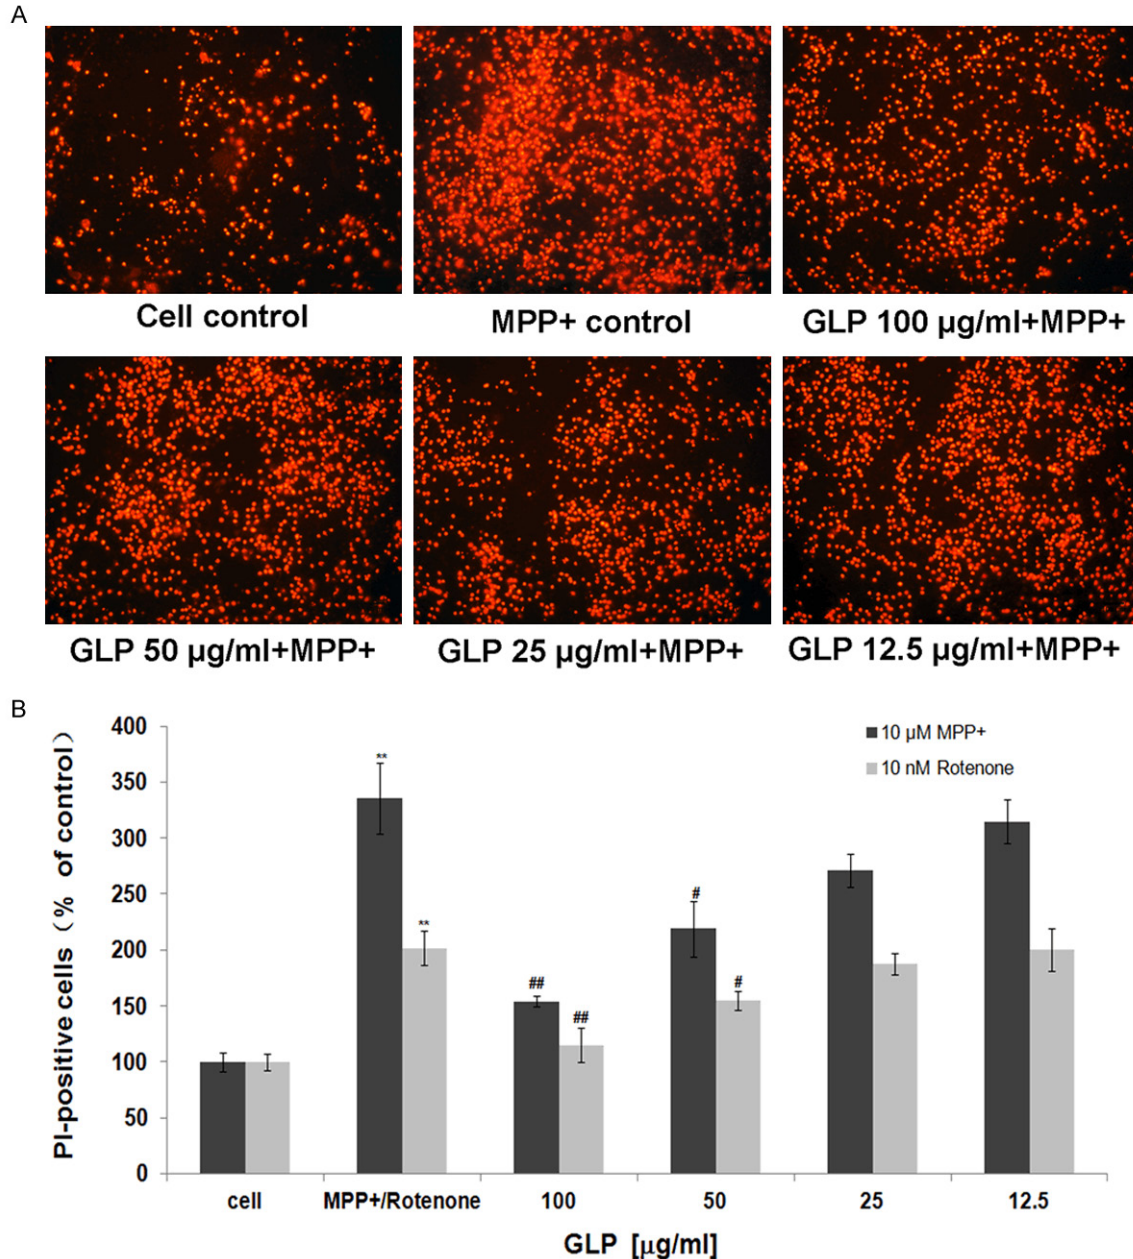 A
Cell control
MPP+ control
GLP 100 µg/ml+MPP+
GLP 50 µg/ml+MPP+
GLP 25 µg/ml+MPP+
GLP 12.5 µg/ml+MPP+
B
PI-positive cells (% of control)
400
350
300
250
200
150
100
50
0
10 µM MPP+
10 nM Rotenone
**
**
##
##
#
#
cell
MPP+/Rotenone
100
50
25
12.5
GLP [µg/ml]